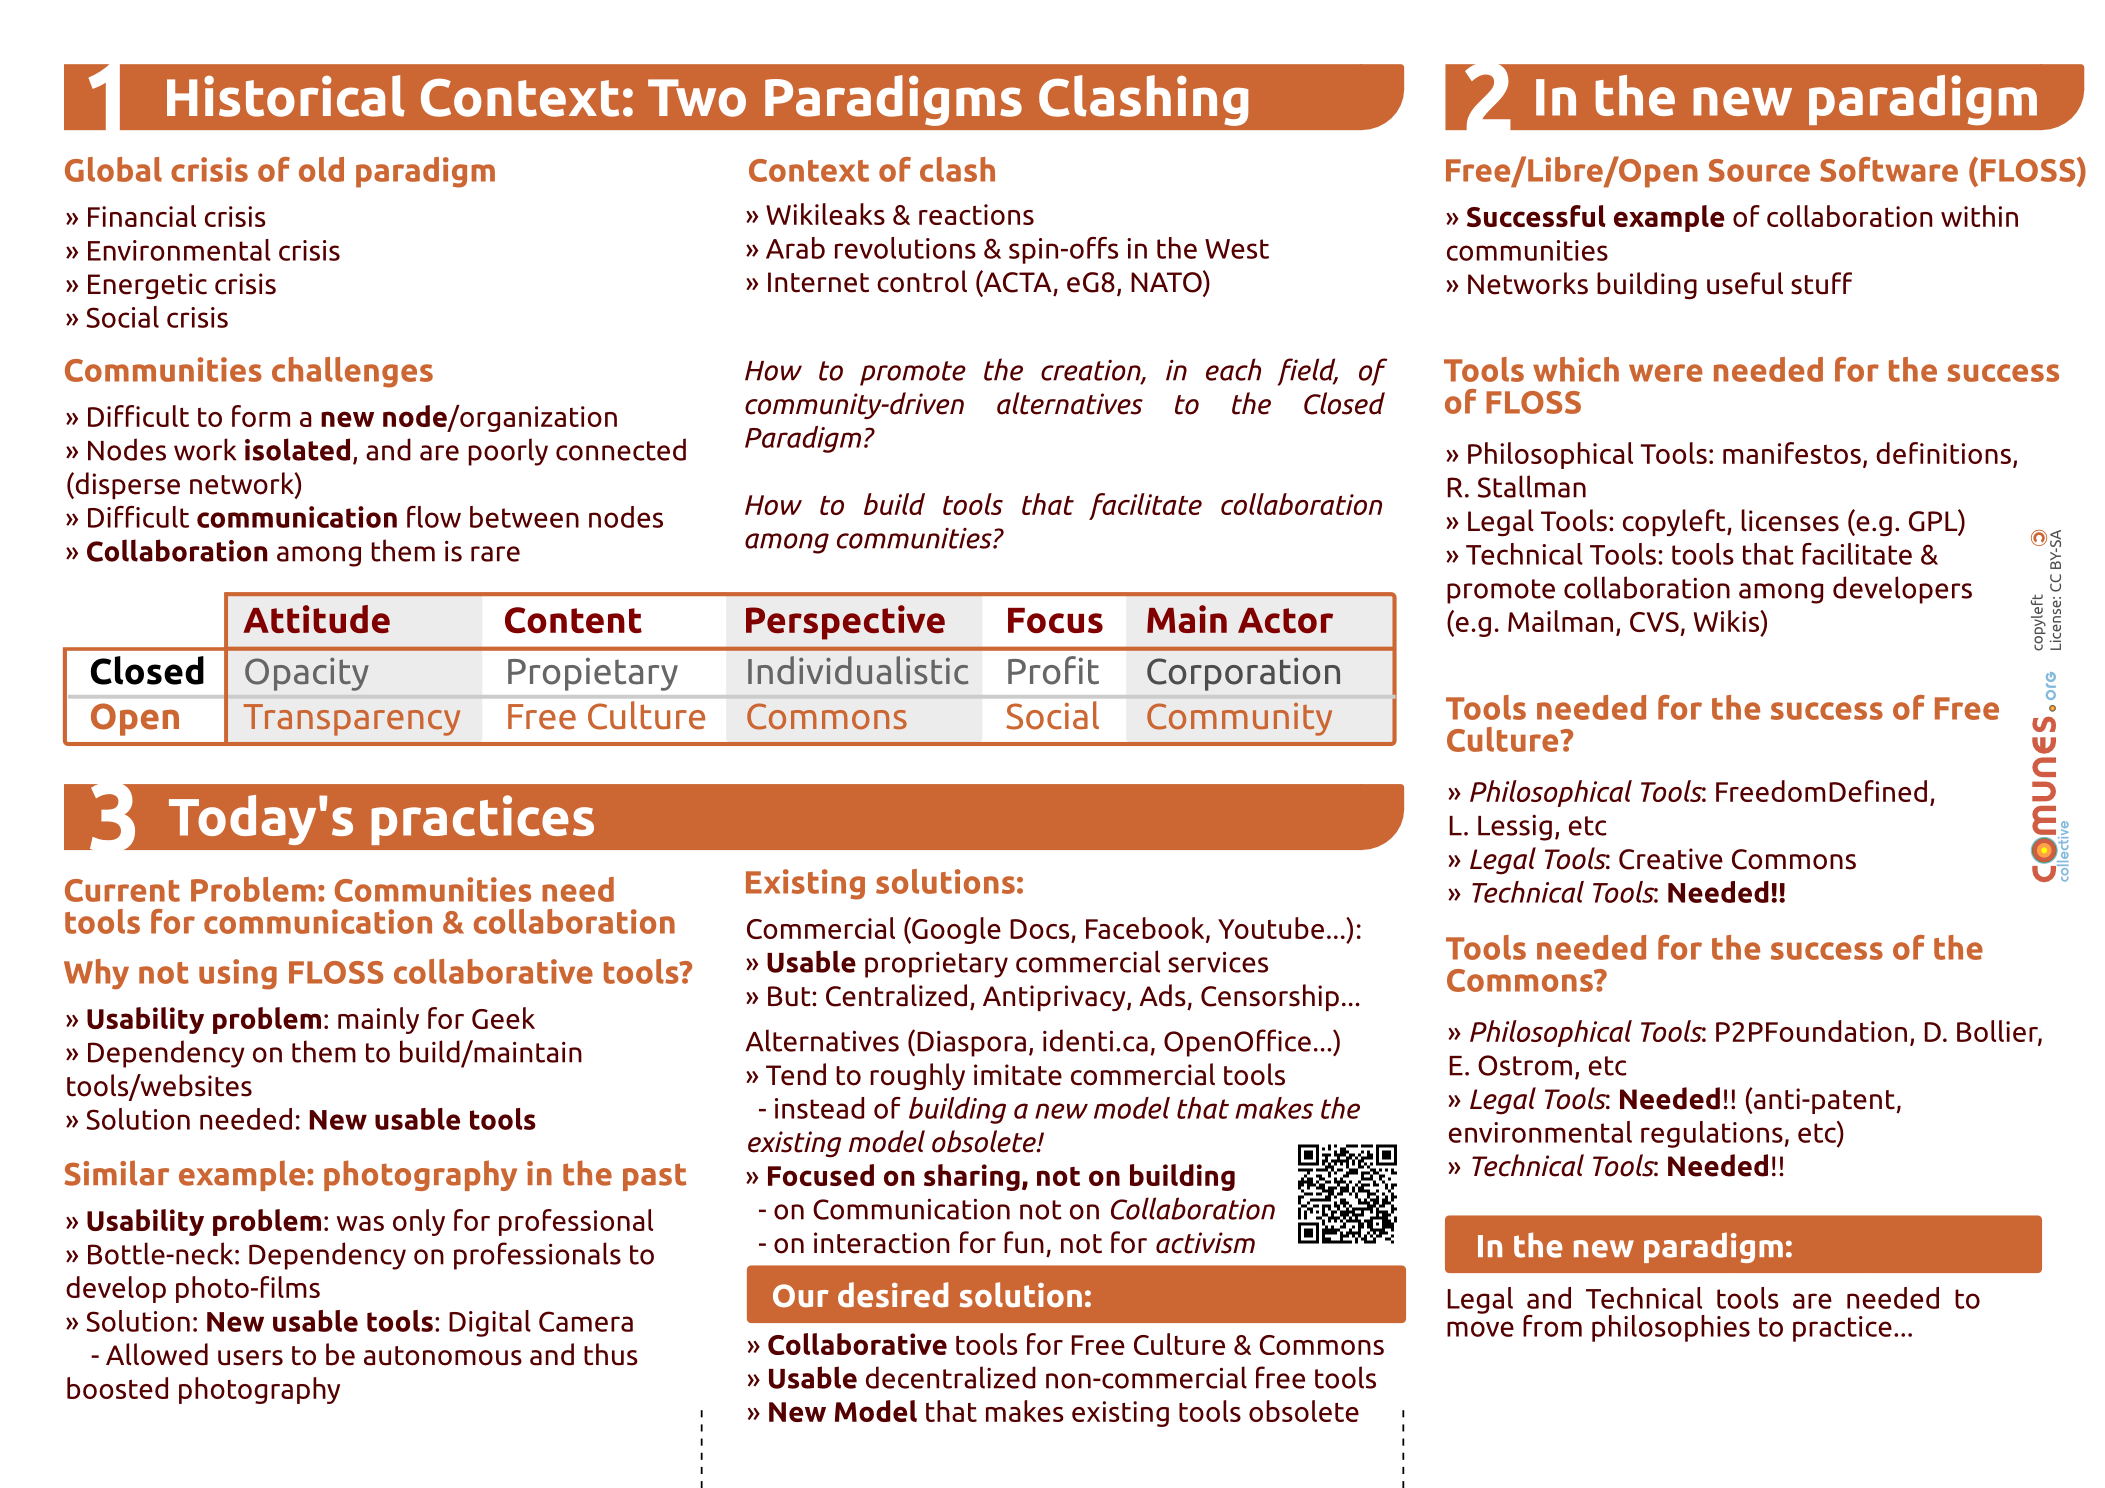 1 Historical Context: Two Paradigms Clashing
Global crisis of old paradigm
» Financial crisis
» Environmental crisis
» Energetic crisis
» Social crisis
Communities challenges
» Difficult to form a new node/organization
» Nodes work isolated, and are poorly connected
(disperse network)
» Difficult communication flow between nodes
» Collaboration among them is rare
Context of clash
» Wikileaks & reactions
» Arab revolutions & spin-offs in the West
» Internet control (ACTA, eG8, NATO)
How to promote the creation, in each field, of
community-driven alternatives to the Closed
Paradigm?
How to build tools that facilitate collaboration
among communities?
Attitude Content Perspective Focus Main Actor
Closed Opacity Propietary Individualistic Profit Corporation
Open Transparency Free Culture Commons Social Community
2 In the new paradigm
Free/Libre/Open Source Software (FLOSS)
» Successful example of collaboration within
communities
» Networks building useful stuff
Tools which were needed for the success
of FLOSS
» Philosophical Tools: manifestos, definitions,
R. Stallman
» Legal Tools: copyleft, licenses (e.g. GPL)
» Technical Tools: tools that facilitate &
promote collaboration among developers
(e.g. Mailman, CVS, Wikis)
Tools needed for the success of Free
Culture?
» Philosophical Tools: FreedomDefined,
L. Lessig, etc
» Legal Tools: Creative Commons
» Technical Tools: Needed!!
Tools needed for the success of the
Commons?
» Philosophical Tools: P2PFoundation, D. Bollier,
E. Ostrom, etc
» Legal Tools: Needed!! (anti-patent,
environmental regulations, etc)
» Technical Tools: Needed!!
In the new paradigm:
Legal and Technical tools are needed to
move from philosophies to practice...
copyleft ©
License: CC BY-SA
comunes.org
collective
3 Today's practices
Current Problem: Communities need
tools for communication & collaboration
Why not using FLOSS collaborative tools?
» Usability problem: mainly for Geek
» Dependency on them to build/maintain
tools/websites
» Solution needed: New usable tools
Similar example: photography in the past
» Usability problem: was only for professional
» Bottle-neck: Dependency on professionals to
develop photo-films
» Solution: New usable tools: Digital Camera
- Allowed users to be autonomous and thus
boosted photography
Existing solutions:
Commercial (Google Docs, Facebook, Youtube...):
» Usable proprietary commercial services
» But: Centralized, Antiprivacy, Ads, Censorship...
Alternatives (Diaspora, identi.ca, OpenOffice...)
» Tend to roughly imitate commercial tools
- instead of building a new model that makes the
existing model obsolete!
» Focused on sharing, not on building
- on Communication not on Collaboration
- on interaction for fun, not for activism
Our desired solution:
» Collaborative tools for Free Culture & Commons
» Usable decentralized non-commercial free tools
» New Model that makes existing tools obsolete